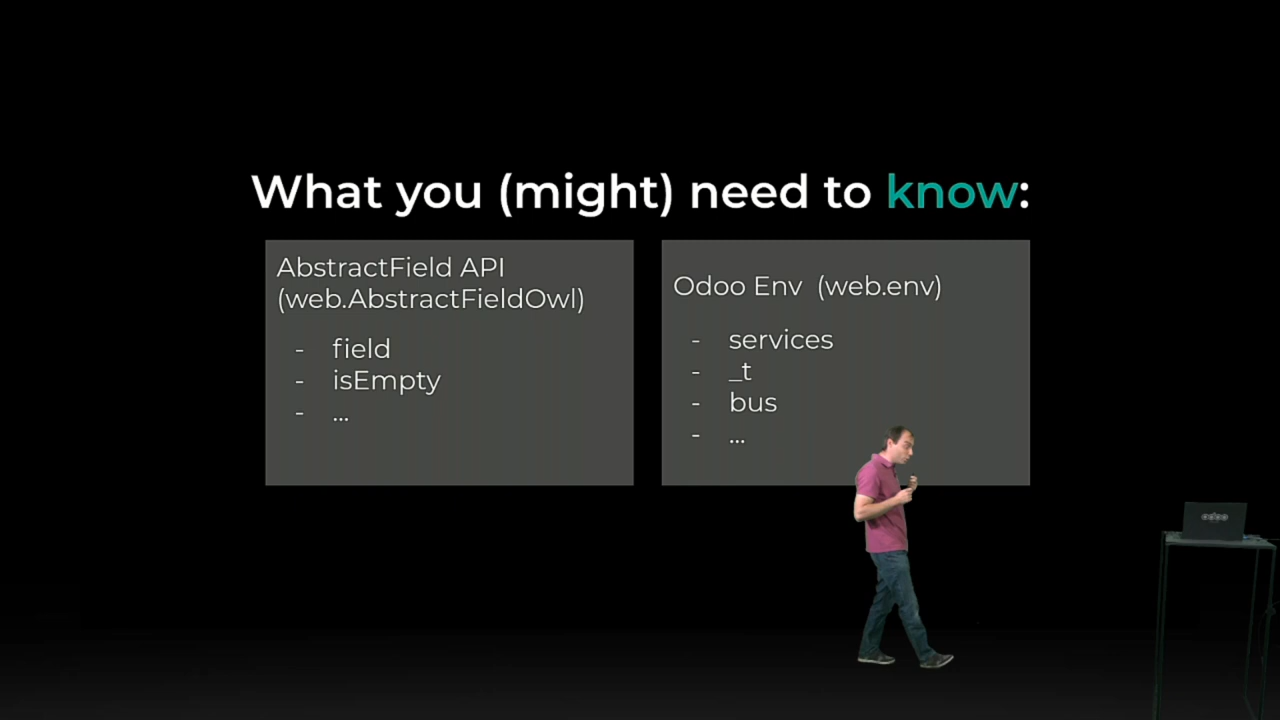 What you (might) need to know:
AbstractField API
(web.AbstractFieldOwl)
- field
- isEmpty
- ...
Odoo Env (web.env)
- services
- _t
- bus
- ...
odoo